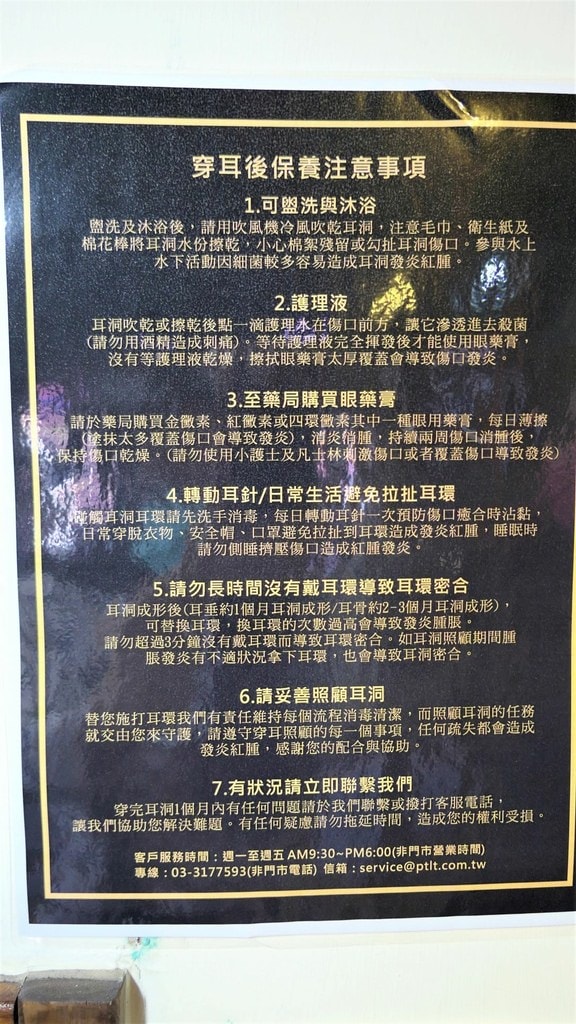 穿耳後保養注意事項
1.可盥洗與沐浴
盥洗及沐浴後，請用吹風機冷風吹乾耳洞，注意毛巾、衛生紙及
棉花棒將耳洞水份擦乾，小心棉絮殘留或勾扯耳洞傷口。參與水上
水下活動因細菌較多容易造成耳洞發炎紅腫。
2.護理液
耳洞吹乾或擦乾後點一滴護理水在傷口前方，讓它滲透進去殺菌
(請勿用酒精造成刺痛)。等待護理液完全揮發後才能使用眼藥膏，
沒有等護理液乾燥，擦拭眼藥膏太厚覆蓋會導致傷口發炎。
3.至藥局購買眼藥膏
請於藥局購買金黴素、紅黴素或四環黴素其中一種眼用藥膏，每日薄擦
(塗抹太多覆蓋傷口會導致發炎)，消炎消腫，持續兩周傷口消腫後，
保持傷口乾燥。(請勿使用小護士及凡士林刺激傷口或者覆蓋傷口導致發炎)
4.轉動耳針/日常生活避免拉扯耳環
碰觸耳洞耳環請先洗手消毒，每日轉動耳針一次預防傷口癒合時沾黏，
日常穿脫衣物、安全帽、口罩避免拉扯到耳環造成發炎紅腫，睡眠時
請勿側睡擠壓傷口造成紅腫發炎。
5.請勿長時間沒有戴耳環導致耳環密合
耳洞成形後(耳垂約1個月耳洞成形/耳骨約2-3個月耳洞成形)，
可替換耳環，換耳環的次數過高會導致發炎腫脹。
請勿超過3分鐘沒有戴耳環而導致耳環密合。如耳洞照顧期間腫
脹發炎有不適狀況拿下耳環，也會導致耳洞密合。
6.請妥善照顧耳洞
替您施打耳環我們有責任維持每個流程消毒清潔，而照顧耳洞的任務
就交由您來守護，請遵守穿耳照顧的每一個事項，任何疏失都會造成
發炎紅腫，感謝您的配合與協助。
7.有狀況請立即聯繫我們
穿完耳洞1個月內有任何問題請於我們聯繫或撥打客服電話，
讓我們協助您解決難題。有任何疑慮請勿拖延時間，造成您的權利受損。
客戶服務時間：週一至週五 AM9:30~PM6:00(非門市營業時間)
專線：03-3177593(非門市電話) 信箱：service@ptlt.com.tw